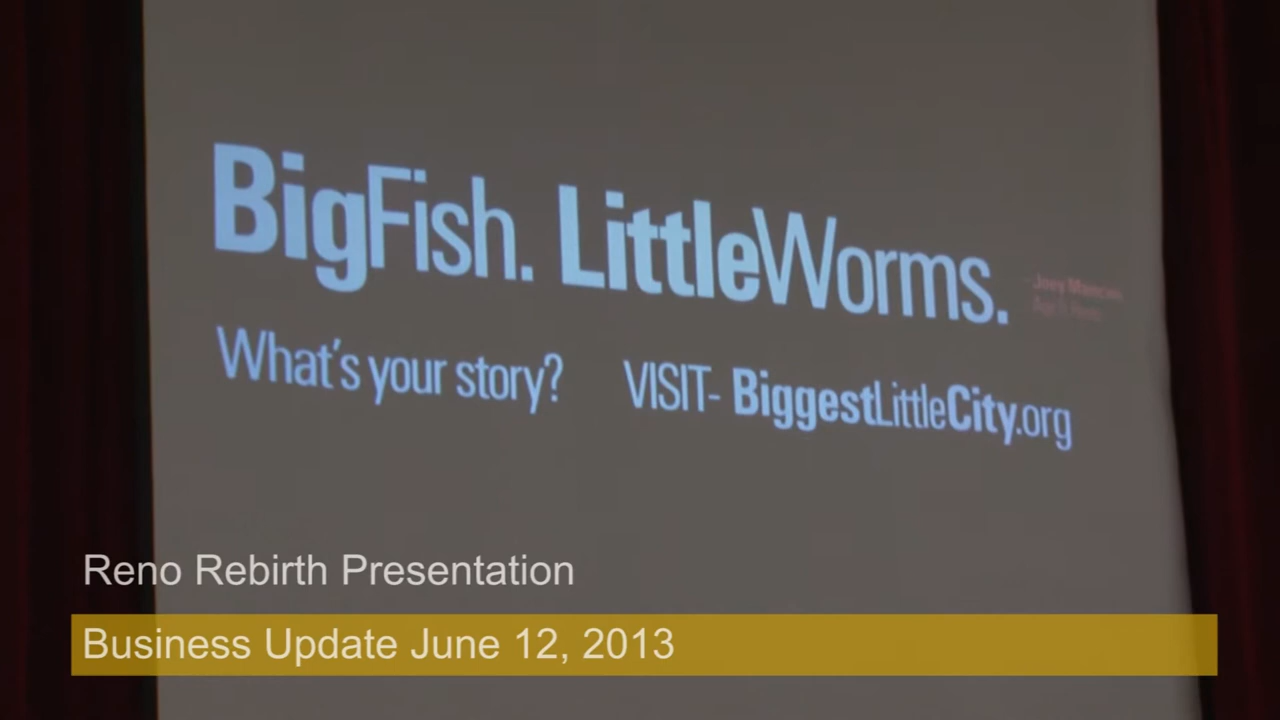 BigFish. LittleWorms.
What's your story? VISIT- BiggestLittleCity.org
Reno Rebirth Presentation
Business Update June 12, 2013